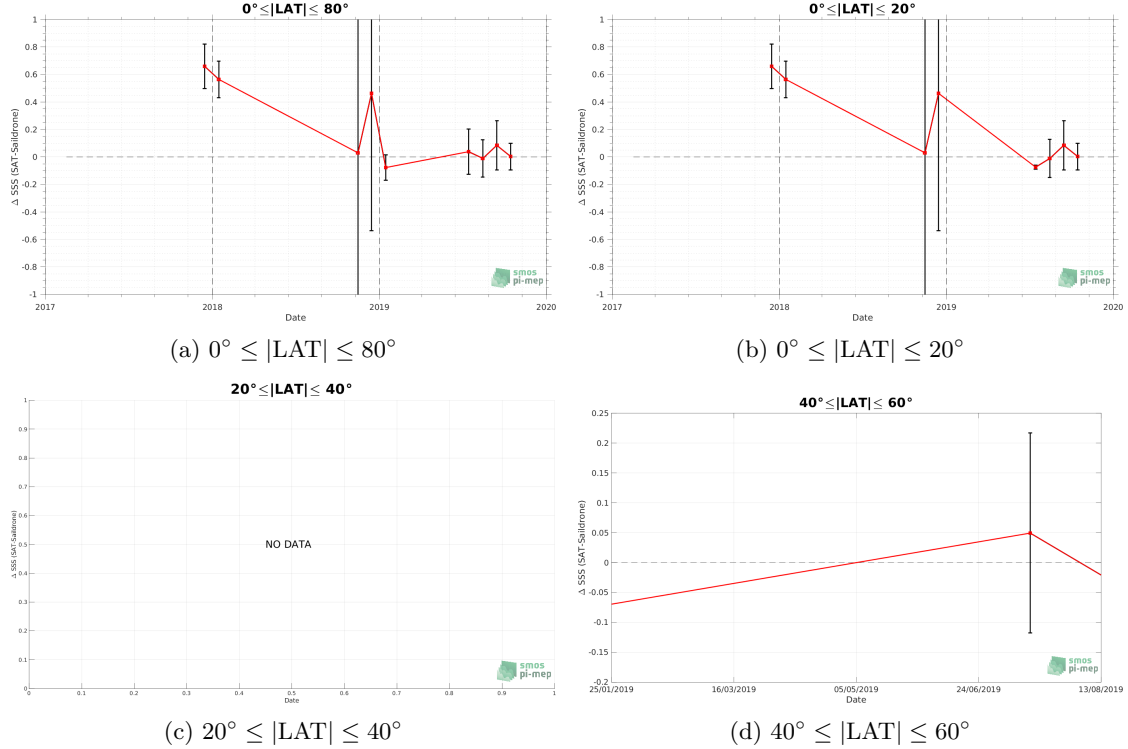 0°≤|LAT|≤ 80°
1
0.8
0.6
0.4
0.2
0
-0.2
-0.4
-0.6
-0.8
-1
Δ SSS (SAT-Saildrone)
2017
2018
2019
2020
Date
smos
pi-mep
(a) 0° ≤ |LAT| ≤ 80°
0°≤|LAT|≤ 20°
1
0.8
0.6
0.4
0.2
0
-0.2
-0.4
-0.6
-0.8
-1
Δ SSS (SAT-Saildrone)
2017
2018
2019
2020
Date
smos
pi-mep
(b) 0° ≤ |LAT| ≤ 20°
20°≤|LAT|≤ 40°
1
0.9
0.8
0.7
0.6
0.5
0.4
0.3
0.2
0.1
0
Δ SSS (SAT-Saildrone)
NO DATA
0
0.1
0.2
0.3
0.4
0.5
0.6
0.7
0.8
0.9
1
Date
smos
pi-mep
(c) 20° ≤ |LAT| ≤ 40°
40°≤|LAT|≤ 60°
0.25
0.2
0.15
0.1
0.05
0
-0.05
-0.1
-0.15
-0.2
Δ SSS (SAT-Saildrone)
25/01/2019
16/03/2019
05/05/2019
24/06/2019
13/08/2019
Date
smos
pi-mep
(d) 40° ≤ |LAT| ≤ 60°